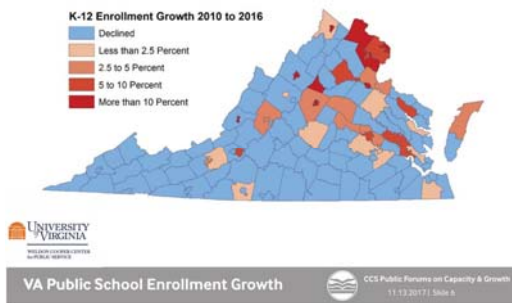 K-12 Enrollment Growth 2010 to 2016
Declined
Less than 2.5 Percent
2.5 to 5 Percent
5 to 10 Percent
More than 10 Percent
UNIVERSITY
of VIRGINIA
WELDON COOPER CENTER
for PUBLIC SERVICE
VA Public School Enrollment Growth
CCS Public Forums on Capacity & Growth
11.13.2017 | Slide 6